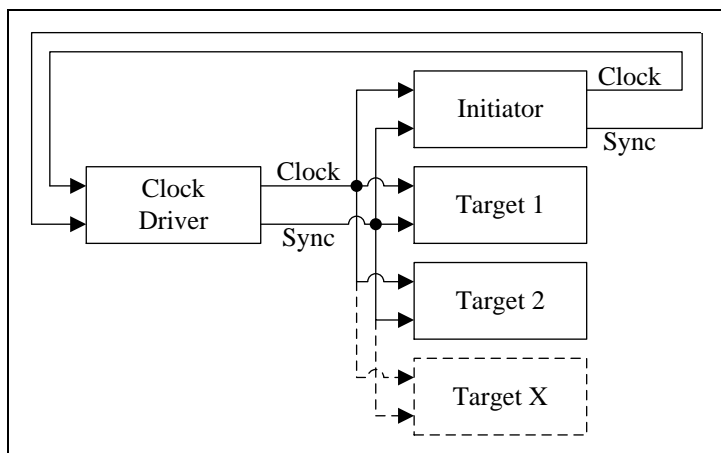 Clock
Initiator
Sync
Clock
Clock
Driver
Sync
Target 1
Target 2
Target X